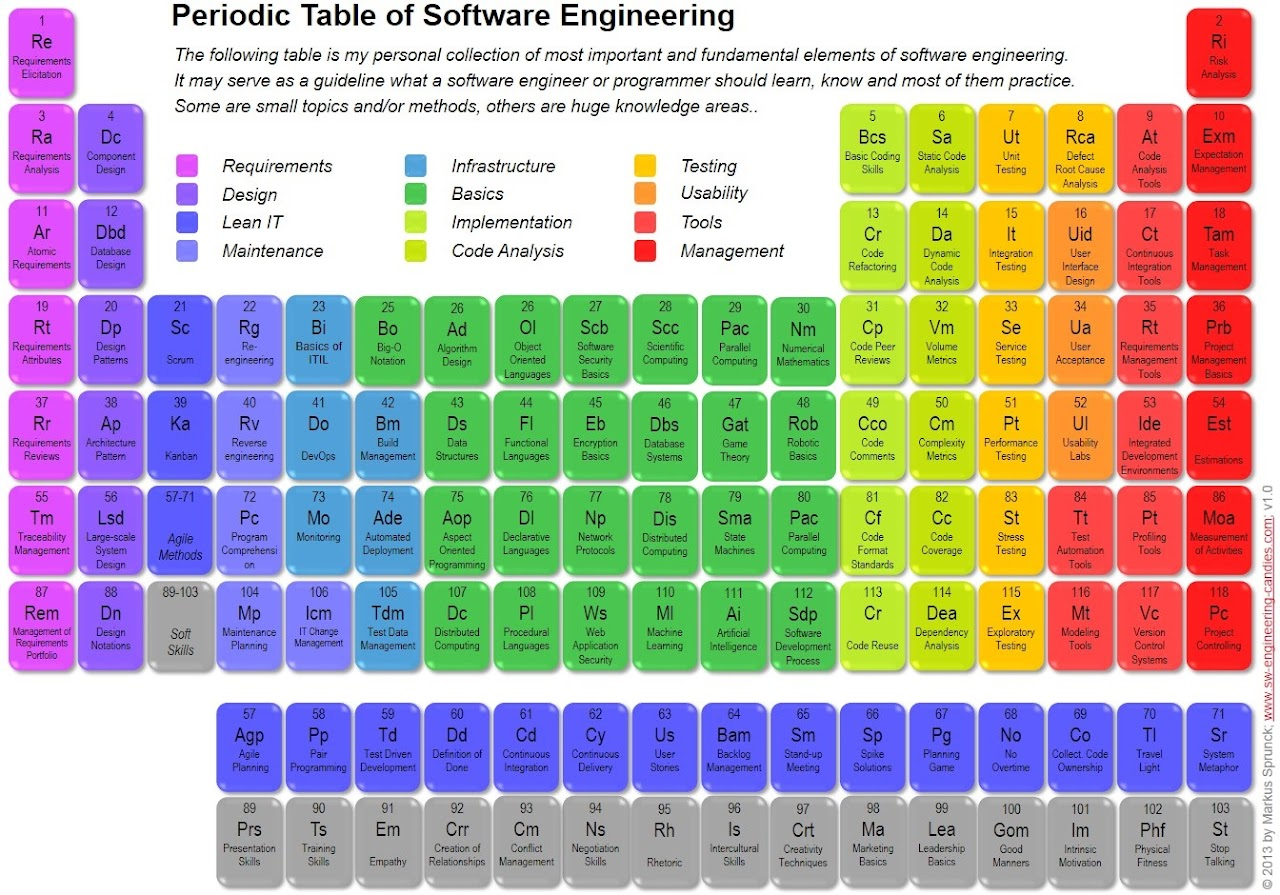 Periodic Table of Software Engineering
The following table is my personal collection of most important and fundamental elements of software engineering.
It may serve as a guideline what a software engineer or programmer should learn, know and most of them practice.
Some are small topics and/or methods, others are huge knowledge areas..
Requirements
Design
Lean IT
Maintenance
Infrastructure
Basics
Implementation
Code Analysis
Testing
Usability
Tools
Management
1
Re
Requirements
Elicitation
2
Ri
Risk
Analysis
3
Ra
Requirements
Analysis
4
Dc
Component
Design
5
Bcs
Basic Coding
Skills
6
Sa
Static Code
Analysis
7
Ut
Unit
Testing
8
Rca
Defect
Root Cause
Analysis
9
At
Code
Analysis
Tools
10
Exm
Expectation
Management
11
Ar
Atomic
Requirements
12
Dbd
Database
Design
13
Cr
Code
Refactoring
14
Da
Dynamic
Code
Analysis
15
It
Integration
Testing
16
Uid
User
Interface
Design
17
Ct
Continuous
Integration
Tools
18
Tam
Task
Management
19
Rt
Requirements
Attributes
20
Dp
Design
Patterns
21
Sc
Scrum
22
Rg
Re-
engineering
23
Bi
Basics of
ITIL
25
Bo
Big-O
Notation
26
Ad
Algorithm
Design
26
Ol
Object
Oriented
Languages
27
Scb
Software
Security
Basics
28
Scc
Scientific
Computing
29
Pac
Parallel
Computing
30
Nm
Numerical
Mathematics
31
Cp
Code Peer
Reviews
32
Vm
Volume
Metrics
33
Se
Service
Testing
34
Ua
User
Acceptance
35
Rt
Requirements
Management
Tools
36
Prb
Project
Management
Basics
37
Rr
Requirements
Reviews
38
Ap
Architecture
Pattern
39
Ka
Kanban
40
Rv
Reverse
engineering
41
Do
DevOps
42
Bm
Build
Management
43
Ds
Data
Structures
44
Fl
Functional
Languages
45
Eb
Encryption
Basics
46
Dbs
Database
Systems
47
Gat
Game
Theory
48
Rob
Robotic
Basics
49
Cco
Code
Comments
50
Cm
Complexity
Metrics
51
Pt
Performance
Testing
52
Ul
Usability
Labs
53
Ide
Integrated
Development
Environments
54
Est
Estimations
55
Tm
Traceability
Management
56
Lsd
Large-scale
System
Design
57-71
Agile
Methods
72
Pc
Program
Comprehensi
on
73
Mo
Monitoring
74
Ade
Automated
Deployment
75
Aop
Aspect
Oriented
Programming
76
Dl
Declarative
Languages
77
Np
Network
Protocols
78
Dis
Distributed
Computing
79
Sma
State
Machines
80
Pac
Parallel
Computing
81
Cf
Code
Format
Standards
82
Cc
Code
Coverage
83
St
Stress
Testing
84
Tt
Test
Automation
Tools
85
Pt
Profiling
Tools
86
Moa
Measurement
of Activities
87
Rem
Management of
Requirements
Portfolio
88
Dn
Design
Notations
89-103
Soft
Skills
104
Mp
Maintenance
Planning
106
Icm
IT Change
Management
105
Tdm
Test Data
Management
107
Dc
Distributed
Computing
108
Pl
Procedural
Languages
109
Ws
Web
Application
Security
110
Ml
Machine
Learning
111
Ai
Artificial
Intelligence
112
Sdp
Software
Development
Process
113
Cr
Code Reuse
114
Dea
Dependency
Analysis
115
Ex
Exploratory
Testing
116
Mt
Modeling
Tools
117
Vc
Version
Control
Systems
118
Pc
Project
Controlling
57
Agp
Agile
Planning
58
Pp
Pair
Programming
59
Td
Test Driven
Development
60
Dd
Definition of
Done
61
Cd
Continuous
Integration
62
Cy
Continuous
Delivery
63
Us
User
Stories
64
Bam
Backlog
Management
65
Sm
Stand-up
Meeting
66
Sp
Spike
Solutions
67
Pg
Planning
Game
68
No
No
Overtime
69
Co
Collect. Code
Ownership
70
Tl
Travel
Light
71
Sr
System
Metaphor
89
Prs
Presentation
Skills
90
Ts
Training
Skills
91
Em
Empathy
92
Crr
Creation of
Relationships
93
Cm
Conflict
Management
94
Ns
Negotiation
Skills
95
Rh
Rhetoric
96
Is
Intercultural
Skills
97
Crt
Creativity
Techniques
98
Ma
Marketing
Basics
99
Lea
Leadership
Basics
100
Gom
Good
Manners
101
Im
Intrinsic
Motivation
102
Phf
Physical
Fitness
103
St
Stop
Talking
© 2013 by Markus Sprunck; www.sw-engineering-candies.com; v1.0